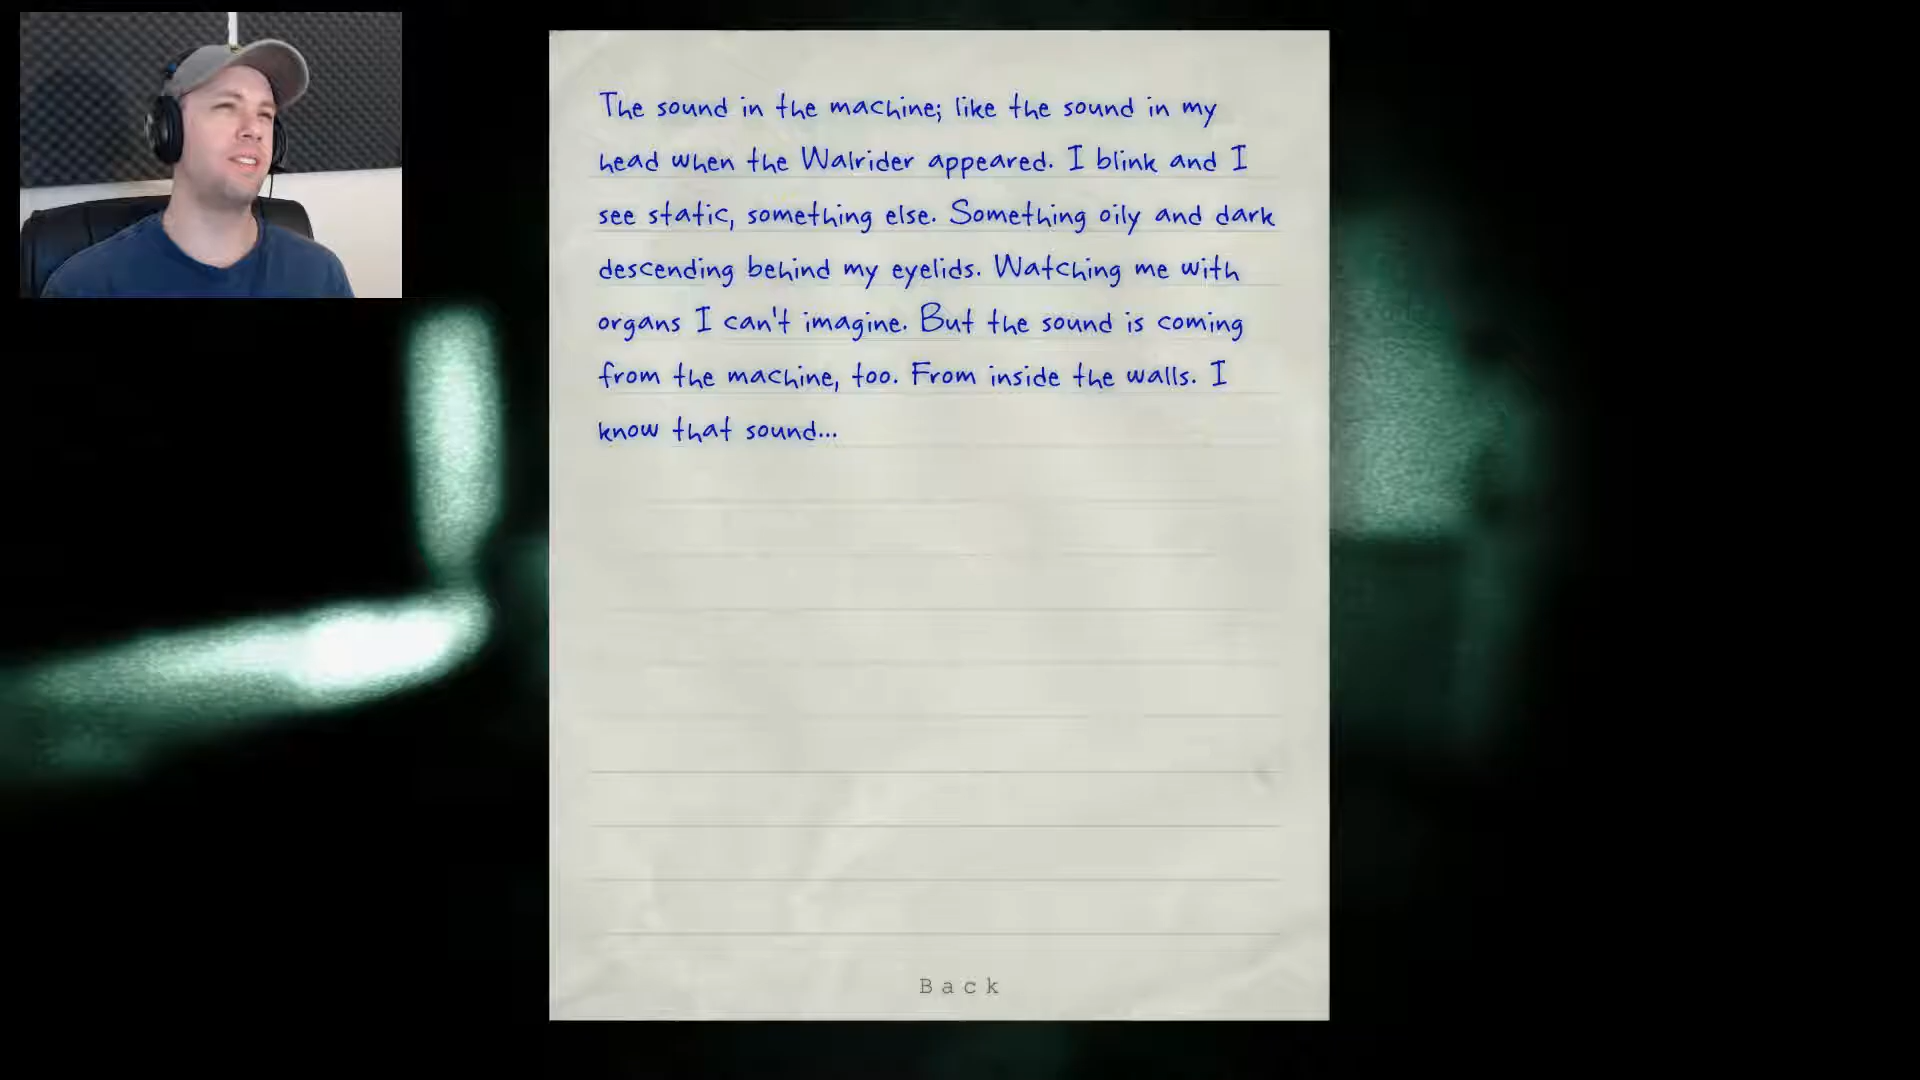 The sound in the machine; like the sound in my
head when the Walrider appeared. I blink and I
see static, something else. Something oily and dark
descending behind my eyelids. Watching me with
organs I can't imagine. But the sound is coming
from the machine, too. From inside the walls. I
know that sound...
Back